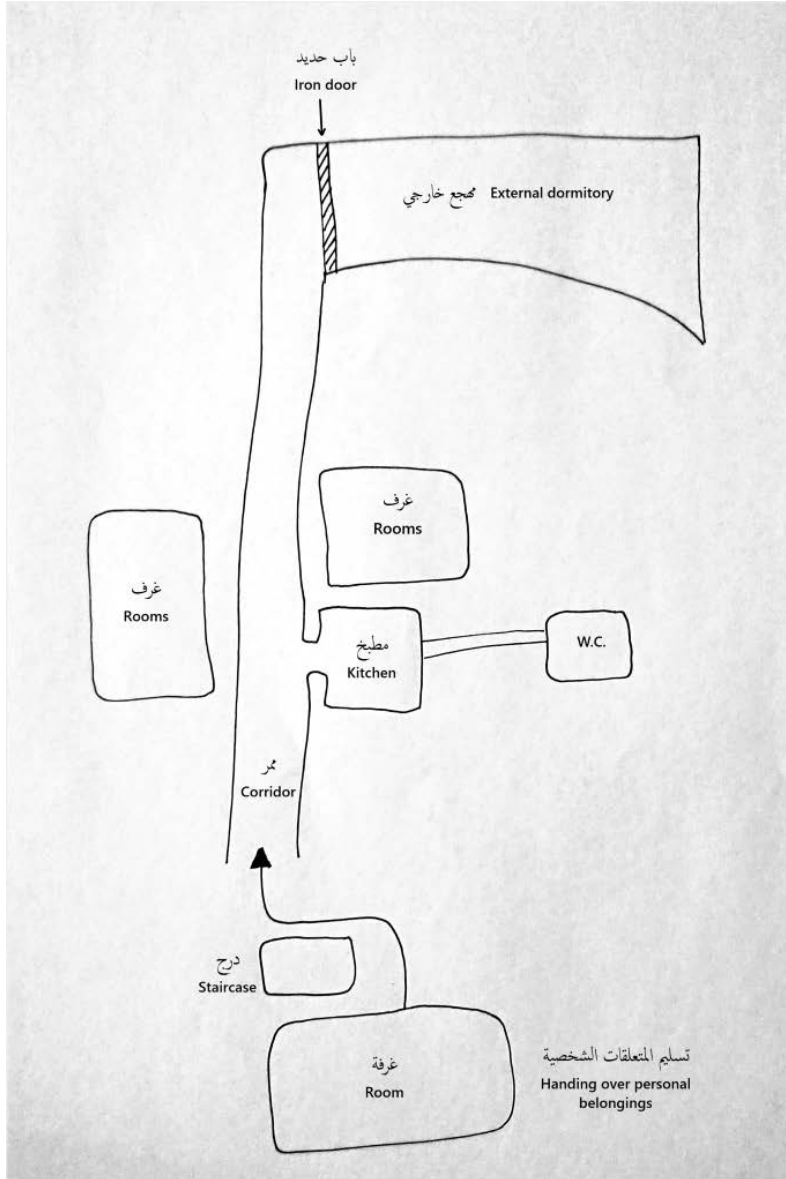 باب حديد
Iron door
مهجع خارجي External dormitory
غرف
Rooms
غرف
Rooms
مطبخ
Kitchen
W.C.
ممر
Corridor
درج
Staircase
غرفة
Room
تسليم المتعلقات الشخصية
Handing over personal
belongings